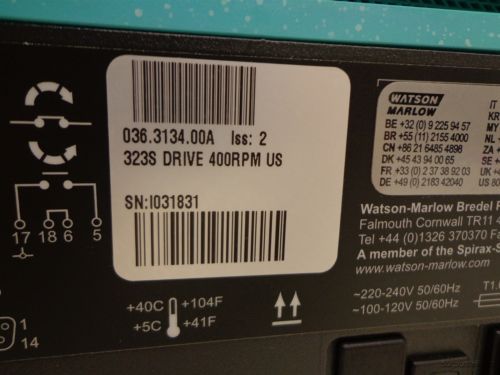 036.3134.00A Iss: 2
323S DRIVE 400RPM US
SN:I031831
17 18 6 5
1
14
+40C +104F
+5C +41F
WATSON
MARLOW
BE +32 (0) 9 225 94 57
BR +55 (11) 2155 4000
CN +86 21 6485 4898
DK +45 43 94 00 65
FR +33 (0) 2 37 38 92 03
DE +49 (0) 2183 42040
IT
KR
MY
NL
ZA
SE
UK
US 80
Watson-Marlow Bredel
Falmouth Cornwall TR11
Tel +44 (0)1326 370370
A member of the Spirax-S
www.watson-marlow.com
~220-240V 50/60Hz
~100-120V 50/60Hz